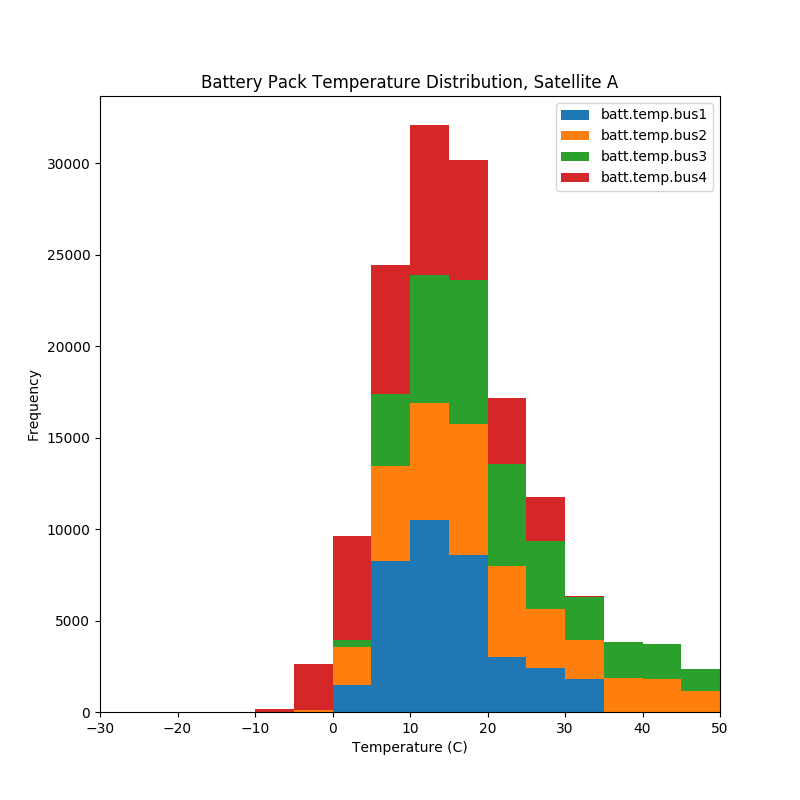 Battery Pack Temperature Distribution, Satellite A
batt.temp.bus1
batt.temp.bus2
batt.temp.bus3
batt.temp.bus4
30000
25000
20000
15000
10000
5000
0
Frequency
−30 −20 −10 0 10 20 30 40 50
Temperature (C)